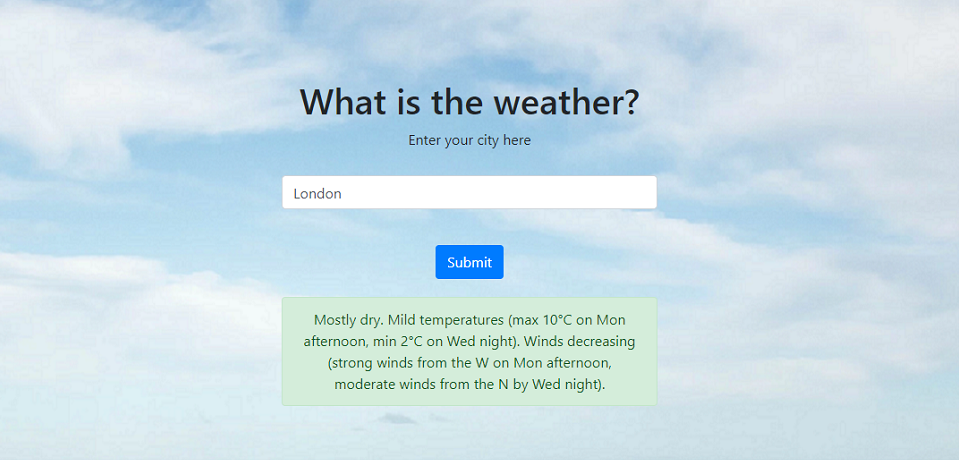 What is the weather?
Enter your city here
London
Submit
Mostly dry. Mild temperatures (max 10°C on Mon
afternoon, min 2°C on Wed night). Winds decreasing
(strong winds from the W on Mon afternoon,
moderate winds from the N by Wed night).